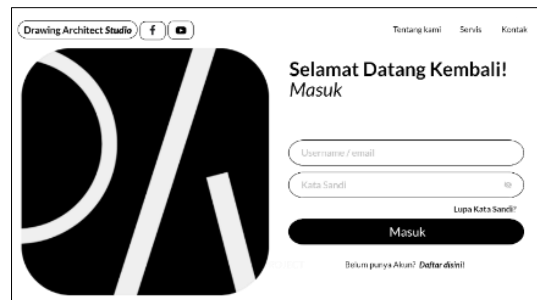 Drawing Architect Studio
Tentang kami Servis Kontak
Selamat Datang Kembali!
Masuk
Username / email
Kata Sandi
Lupa Kata Sandi?
Masuk
Belum punya Akun? Daftar disini!